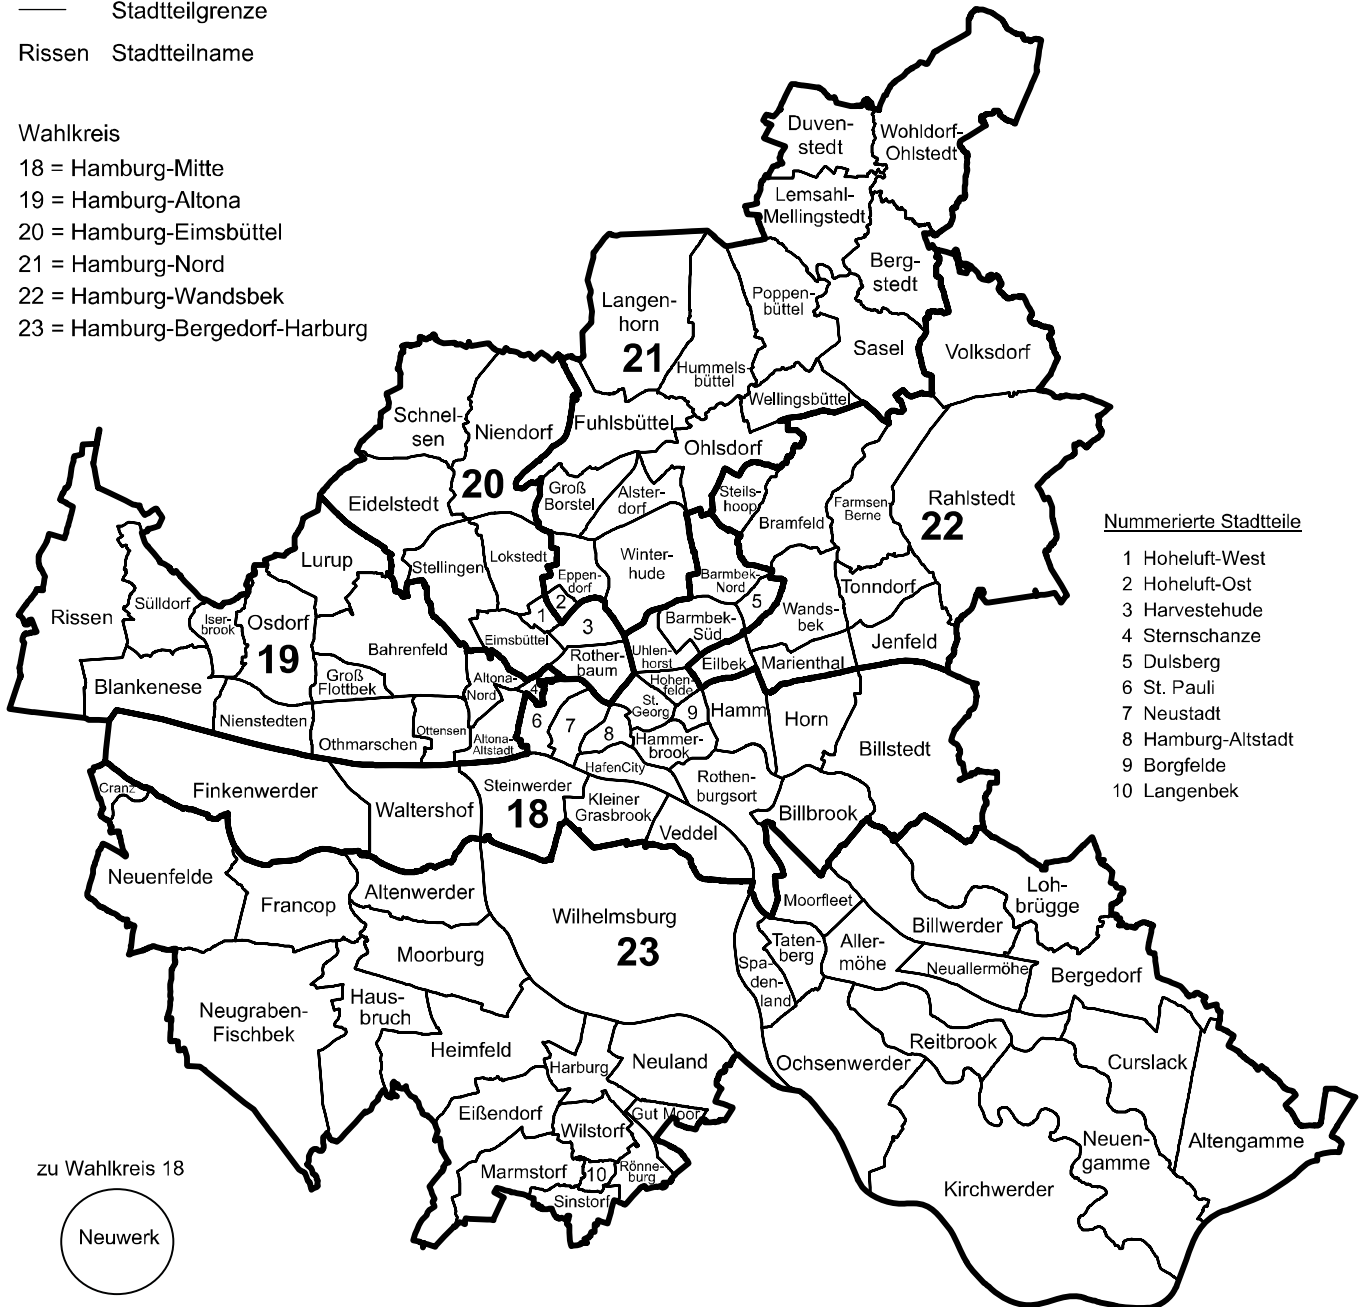 Stadtteilgrenze
Rissen Stadtteilname
Wahlkreis
18 = Hamburg-Mitte
19 = Hamburg-Altona
20 = Hamburg-Eimsbüttel
21 = Hamburg-Nord
22 = Hamburg-Wandsbek
23 = Hamburg-Bergedorf-Harburg
Duven-
stedt
Wohldorf-
Ohlstedt
Lemsahl-
Mellingstedt
Berg-
stedt
Langen-
horn
21
Poppen-
büttel
Hummels-
büttel
Sasel
Volksdorf
Wellingsbüttel
Schnel-
sen
Niendorf
Fuhlsbüttel
Ohlsdorf
20
Eidelstedt
Groß
Borstel
Alster-
dorf
Steils-
hoop
Bramfeld
Farmsen-
Berne
Rahlstedt
22
Lurup
Stellingen
Lokstedt
Eppen-
dorf
Winter-
hude
Barmbek-
Nord
5
Wands-
bek
Tonndorf
Jenfeld
Rissen
Sülldorf
Iser-
brook
Osdorf
19
Bahrenfeld
Eimsbüttel
1
2
3
Barmbek-
Süd
Uhlen-
horst
Eilbek
Marienthal
Rother-
baum
Blankenese
Groß
Flottbek
Altona-
Nord
4
Hohen-
felde
St.
Georg
9
Hamm
Horn
Billstedt
Nienstedten
Othmarschen
Ottensen
Altona-
Altstadt
6
7
8
Hammer-
brook
HafenCity
Rothen-
burgsort
Billbrook
Cranz
Finkenwerder
Waltershof
Steinwerder
18
Kleiner
Grasbrook
Veddel
Neuenfelde
Francop
Altenwerder
Moorburg
Wilhelmsburg
23
Moorfleet
Billwerder
Loh-
brügge
Spa-
den-
land
Taten-
berg
Aller-
möhe
Neuallermöhe
Bergedorf
Neugraben-
Fischbek
Haus-
bruch
Heimfeld
Harburg
Neuland
Ochsenwerder
Reitbrook
Curslack
Eißendorf
Wilstorf
Gut Moor
Neuen-
gamme
Altengamme
Marmstorf
10
Rönne-
burg
Sinstorf
Kirchwerder
zu Wahlkreis 18
Neuwerk
Nummerierte Stadtteile
1 Hoheluft-West
2 Hoheluft-Ost
3 Harvestehude
4 Sternschanze
5 Dulsberg
6 St. Pauli
7 Neustadt
8 Hamburg-Altstadt
9 Borgfelde
10 Langenbek